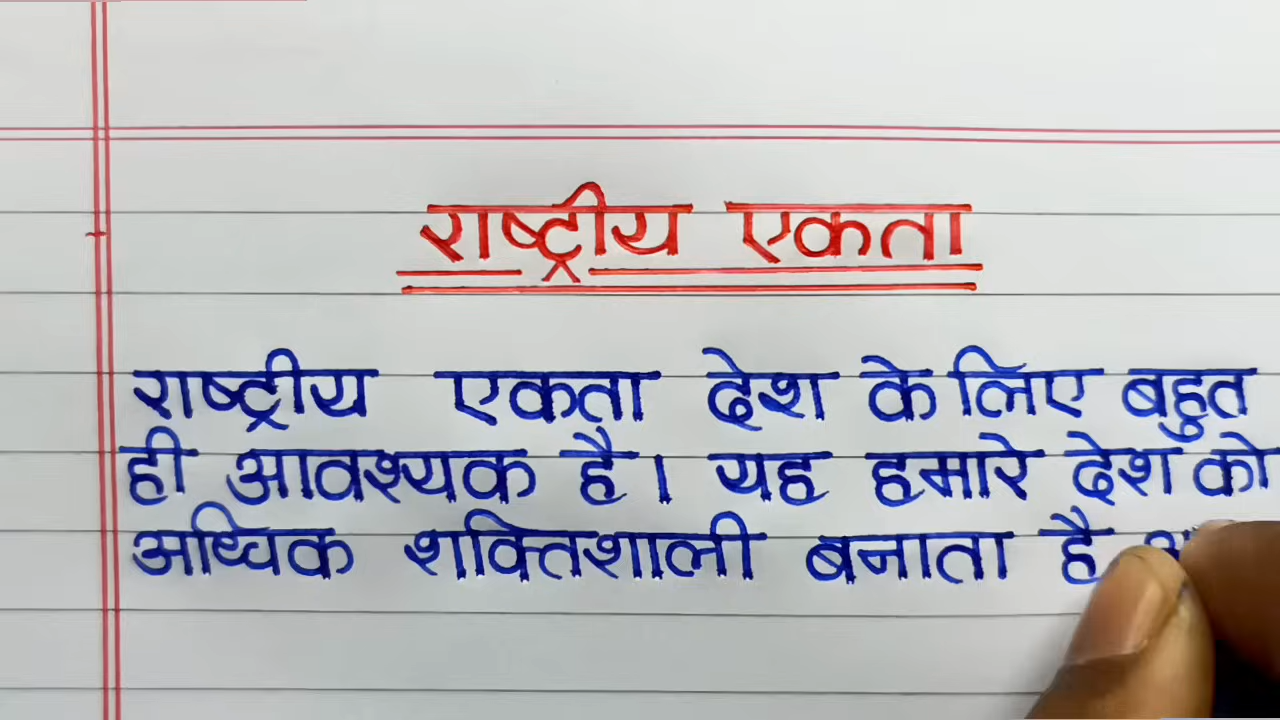 राष्ट्रीय एकता
राष्ट्रीय एकता देश के लिए बहुत
ही आवश्यक है। यह हमारे देश को
अधिक शक्तिशाली बनाता है